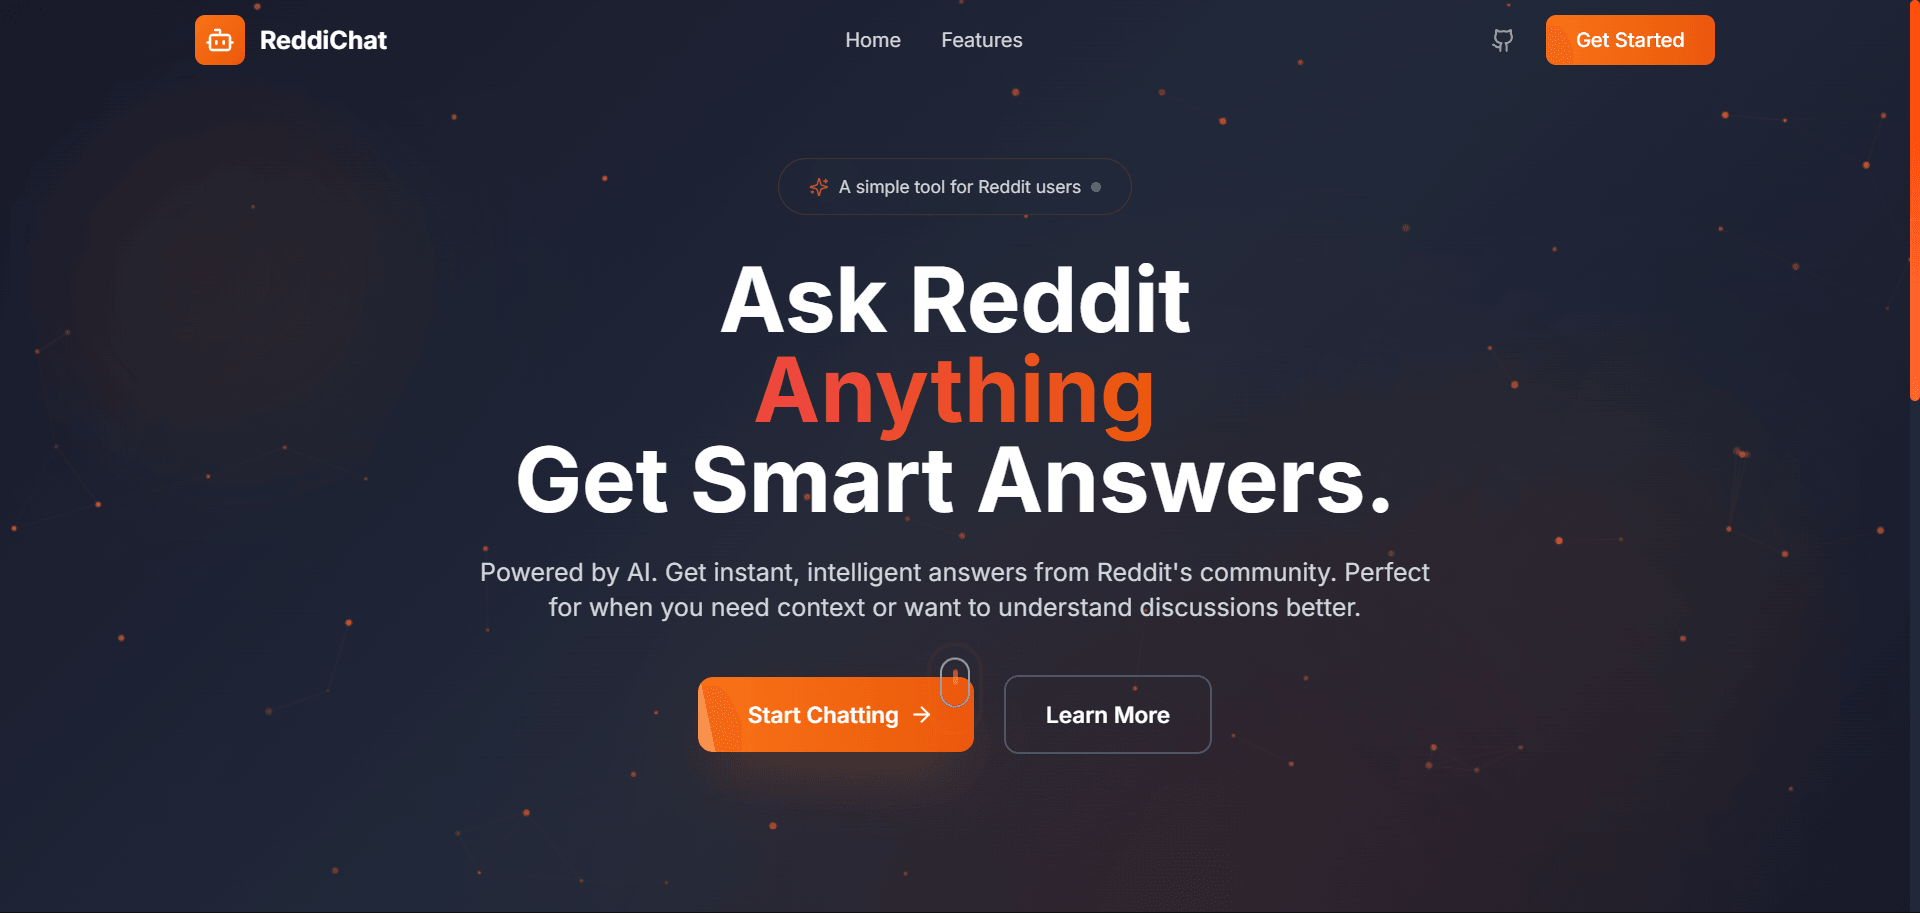 ReddiChat
Home
Features
Get Started
A simple tool for Reddit users
Ask Reddit
Anything
Get Smart Answers.
Powered by AI. Get instant, intelligent answers from Reddit's community. Perfect
for when you need context or want to understand discussions better.
Start Chatting →
Learn More